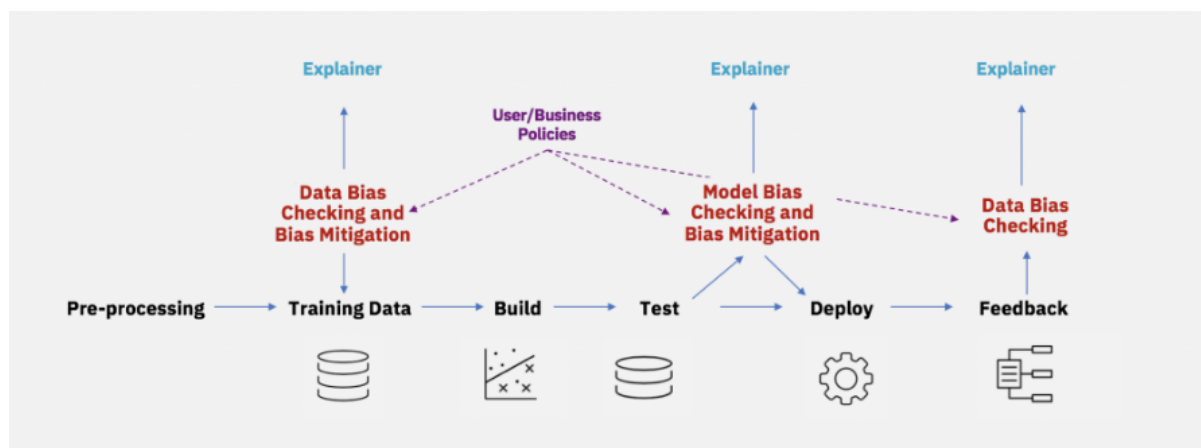 Explainer
Explainer
Explainer
User/Business
Policies
Data Bias
Checking and
Bias Mitigation
Model Bias
Checking and
Bias Mitigation
Data Bias
Checking
Pre-processing
Training Data
Build
Test
Deploy
Feedback